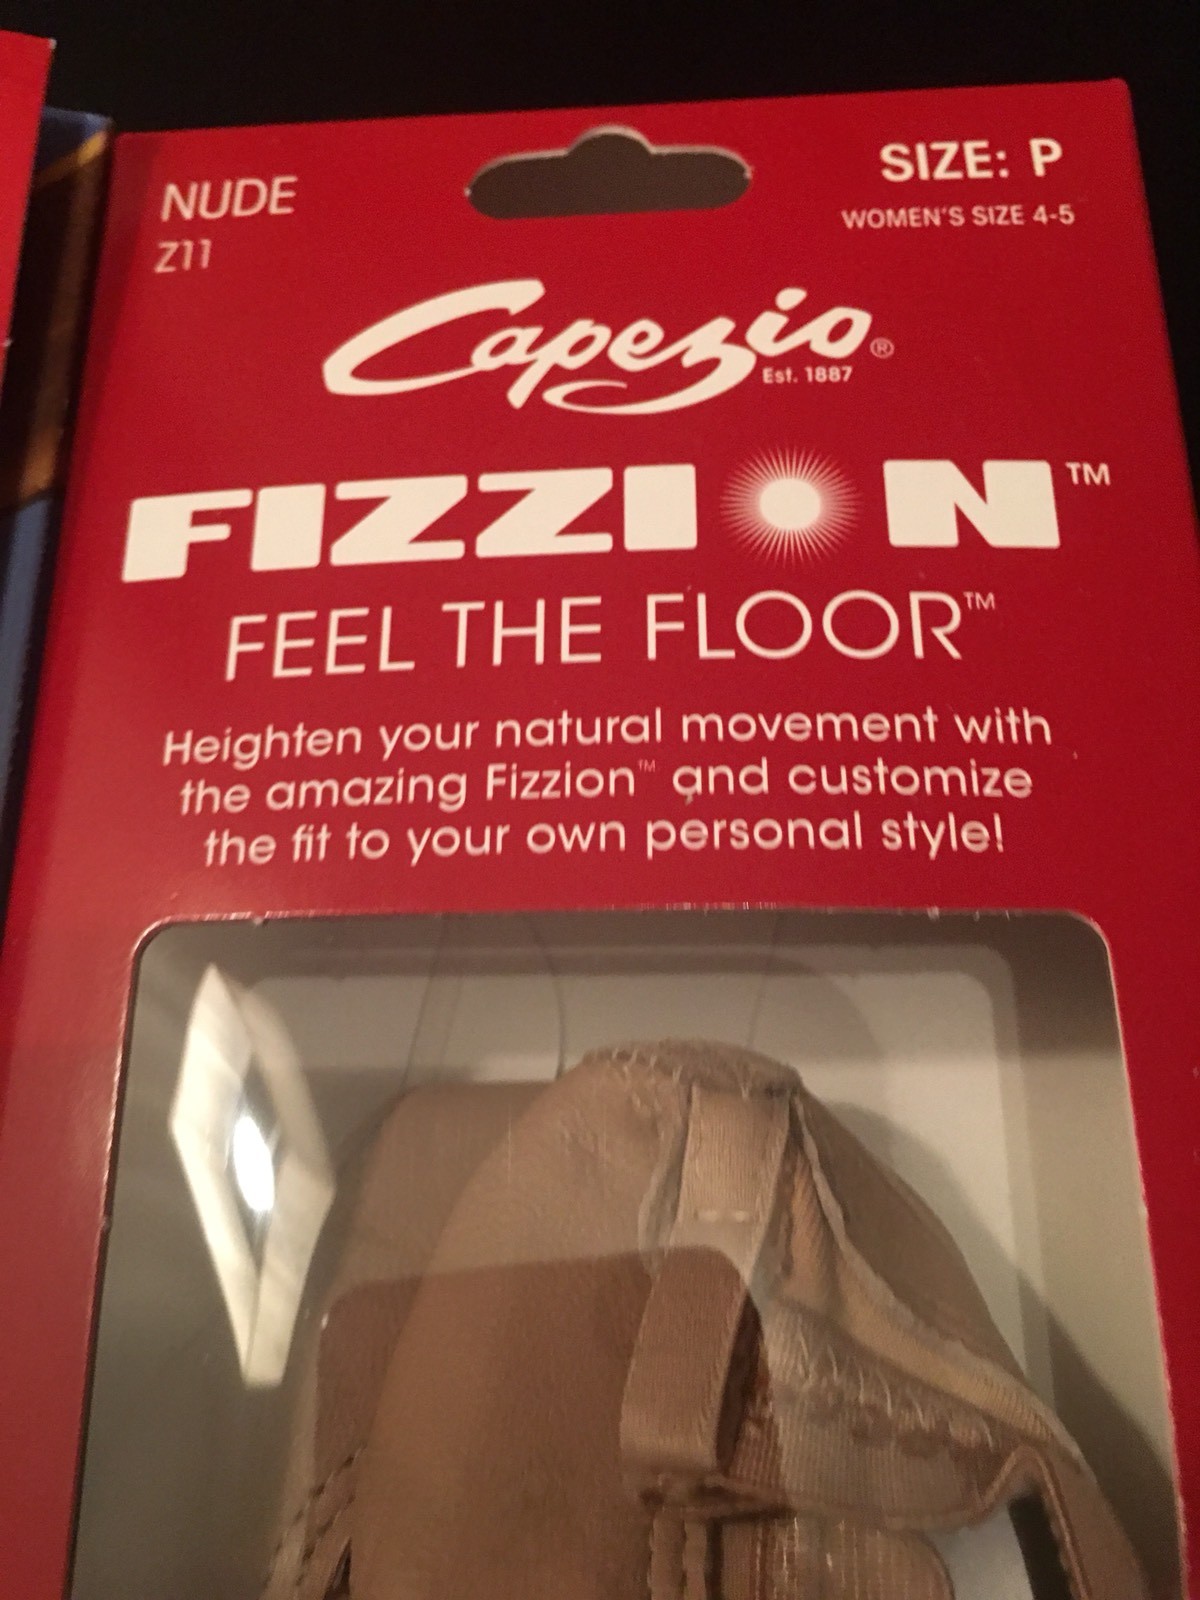 NUDE
Z11
SIZE: P
WOMEN'S SIZE 4-5
Capezio®
Est. 1887
FIZZION™
FEEL THE FLOOR™
Heighten your natural movement with
the amazing Fizzion™ and customize
the fit to your own personal style!